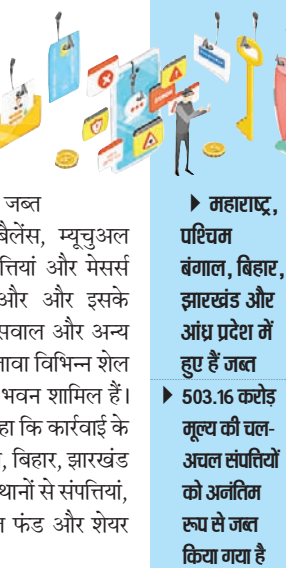 जब्त
बैलेंस, म्यूचुअल
त्तियां और मेसर्स
और और इसके
सवाल और अन्य
नावा विभिन्न शेल
भवन शामिल हैं।
हा कि कार्रवाई के
, बिहार, झारखंड
थानों से संपत्तियां,
फंड और शेयर
▶ महाराष्ट्र,
पश्चिम
बंगाल, बिहार,
झारखंड और
आंध्र प्रदेश में
हुए हैं जब्त
▶ 503.16 करोड़
मूल्य की चल-
अचल संपत्तियों
को अनंतिम
रूप से जब्त
किया गया है